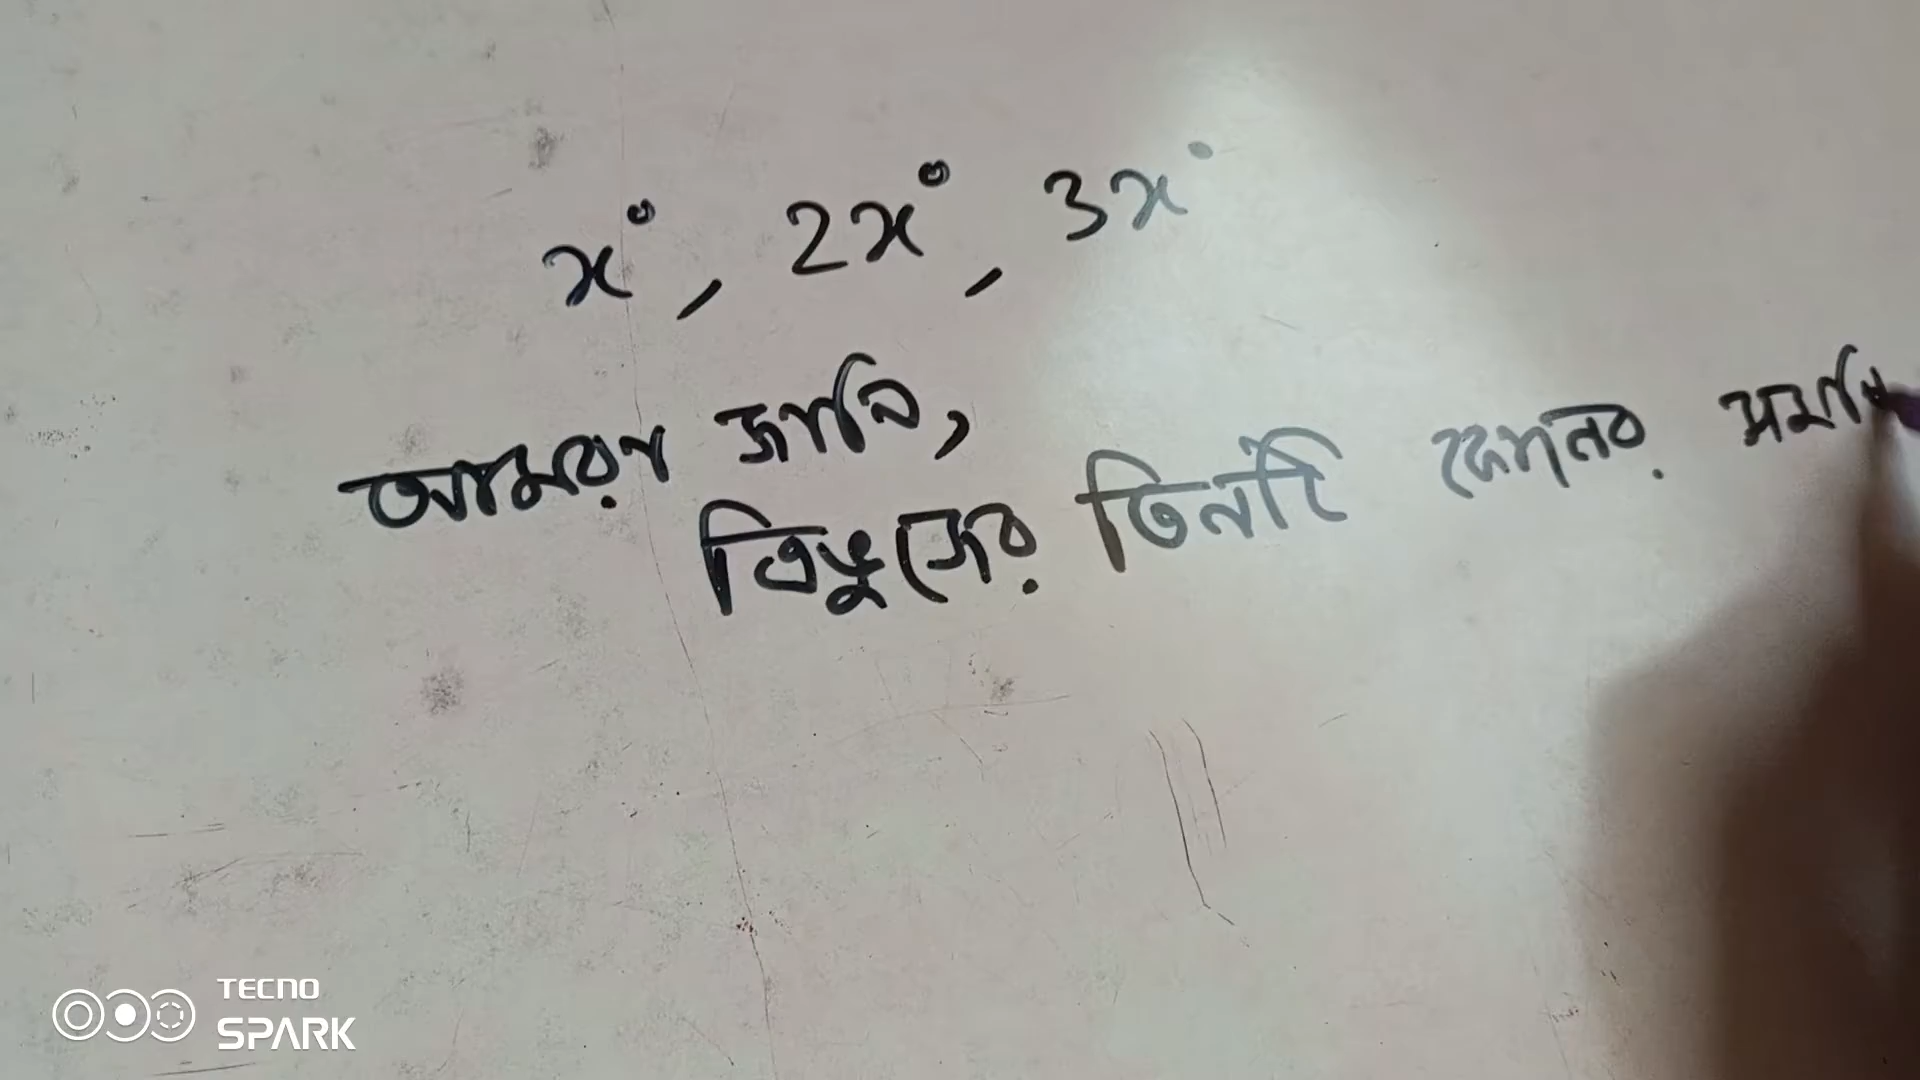 x°, 2x°, 3x°
আমরা জানি,
ত্রিভুজের তিনটি কোনের সমষ্টি
TECNO
SPARK